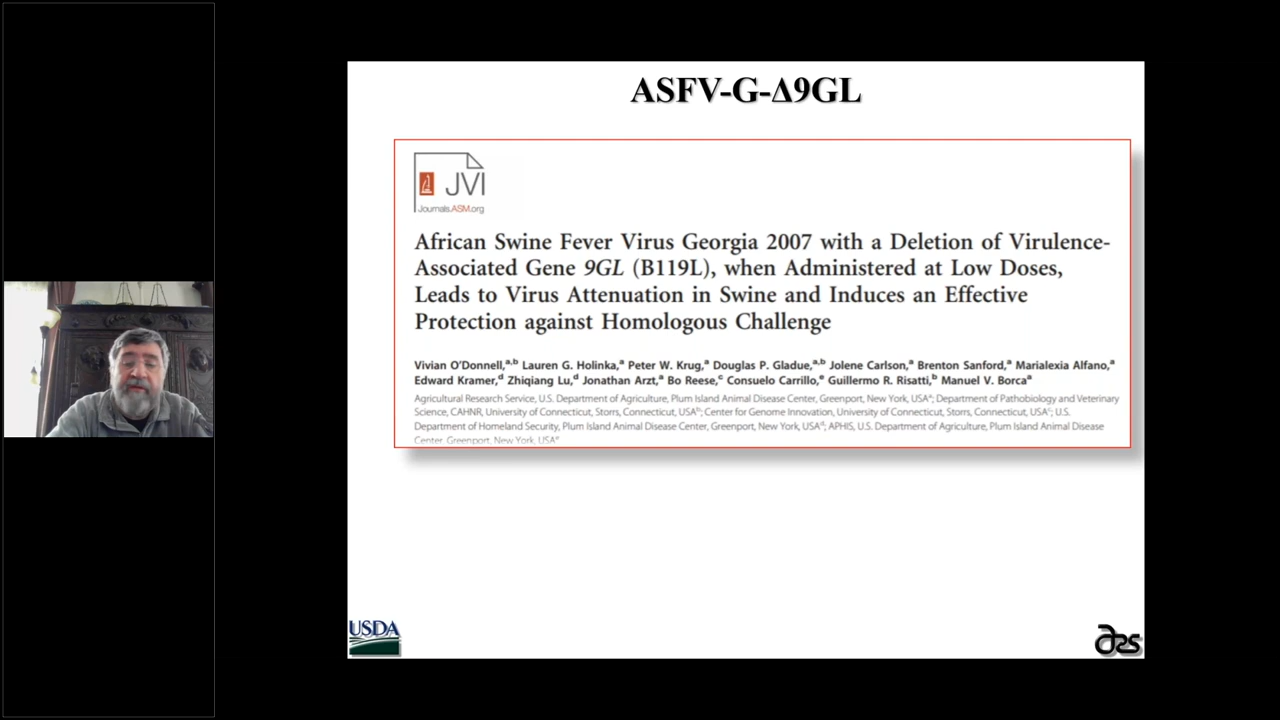 ASFV-G-Δ9GL
JVI
Journals.ASM.org
African Swine Fever Virus Georgia 2007 with a Deletion of Virulence-
Associated Gene 9GL (B119L), when Administered at Low Doses,
Leads to Virus Attenuation in Swine and Induces an Effective
Protection against Homologous Challenge
Vivian O'Donnell,a,b Lauren G. Holinka,a Peter W. Krug,a Douglas P. Gladue,a,b Jolene Carlson,a Brenton Sanford,a Marialexia Alfano,a
Edward Kramer,d Zhiqiang Lu,d Jonathan Arzt,a Bo Reese,c Consuelo Carrillo,e Guillermo R. Risatti,b Manuel V. Borcaa
Agricultural Research Service, U.S. Department of Agriculture, Plum Island Animal Disease Center, Greenport, New York, USAa; Department of Pathobiology and Veterinary
Science, CAHNR, University of Connecticut, Storrs, Connecticut, USAb; Center for Genome Innovation, University of Connecticut, Storrs, Connecticut, USAc; U.S.
Department of Homeland Security, Plum Island Animal Disease Center, Greenport, New York, USAd; APHIS, U.S. Department of Agriculture, Plum Island Animal Disease
Center, Greenport, New York, USAe
USDA
ars